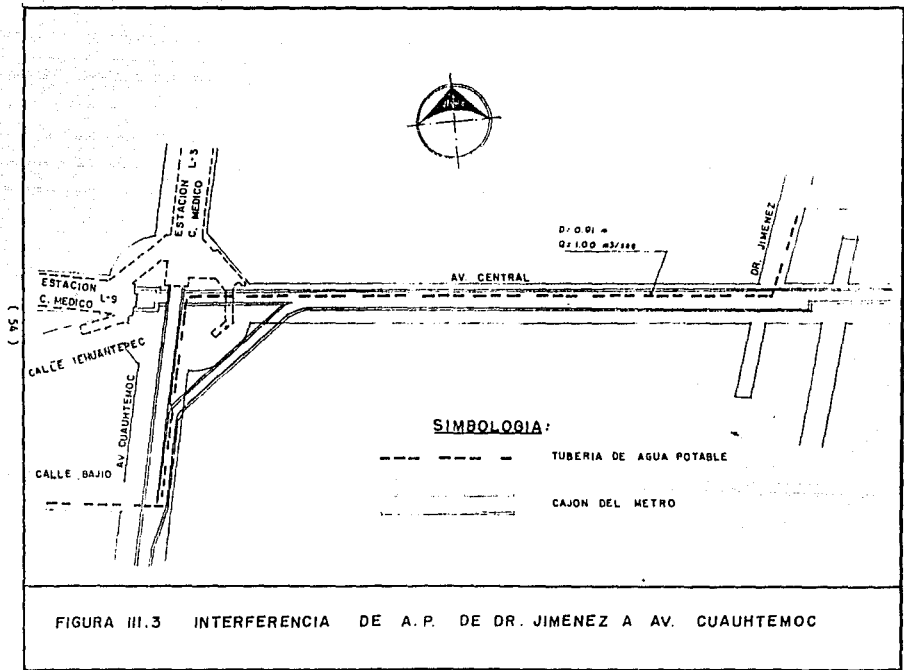 ESTACION L-3
C. MEDICO
D= 0.91 m
Q= 1.00 m3/seg
DR. JIMENEZ
AV. CENTRAL
ESTACION
C. MEDICO L-9
( 54 )
CALLE TEHUANTEPEC
AV CUAUHTEMOC
SIMBOLOGIA:
TUBERIA DE AGUA POTABLE
CALLE BAJIO
CAJON DEL METRO
FIGURA III.3 INTERFERENCIA DE A.P. DE DR. JIMENEZ A AV. CUAUHTEMOC